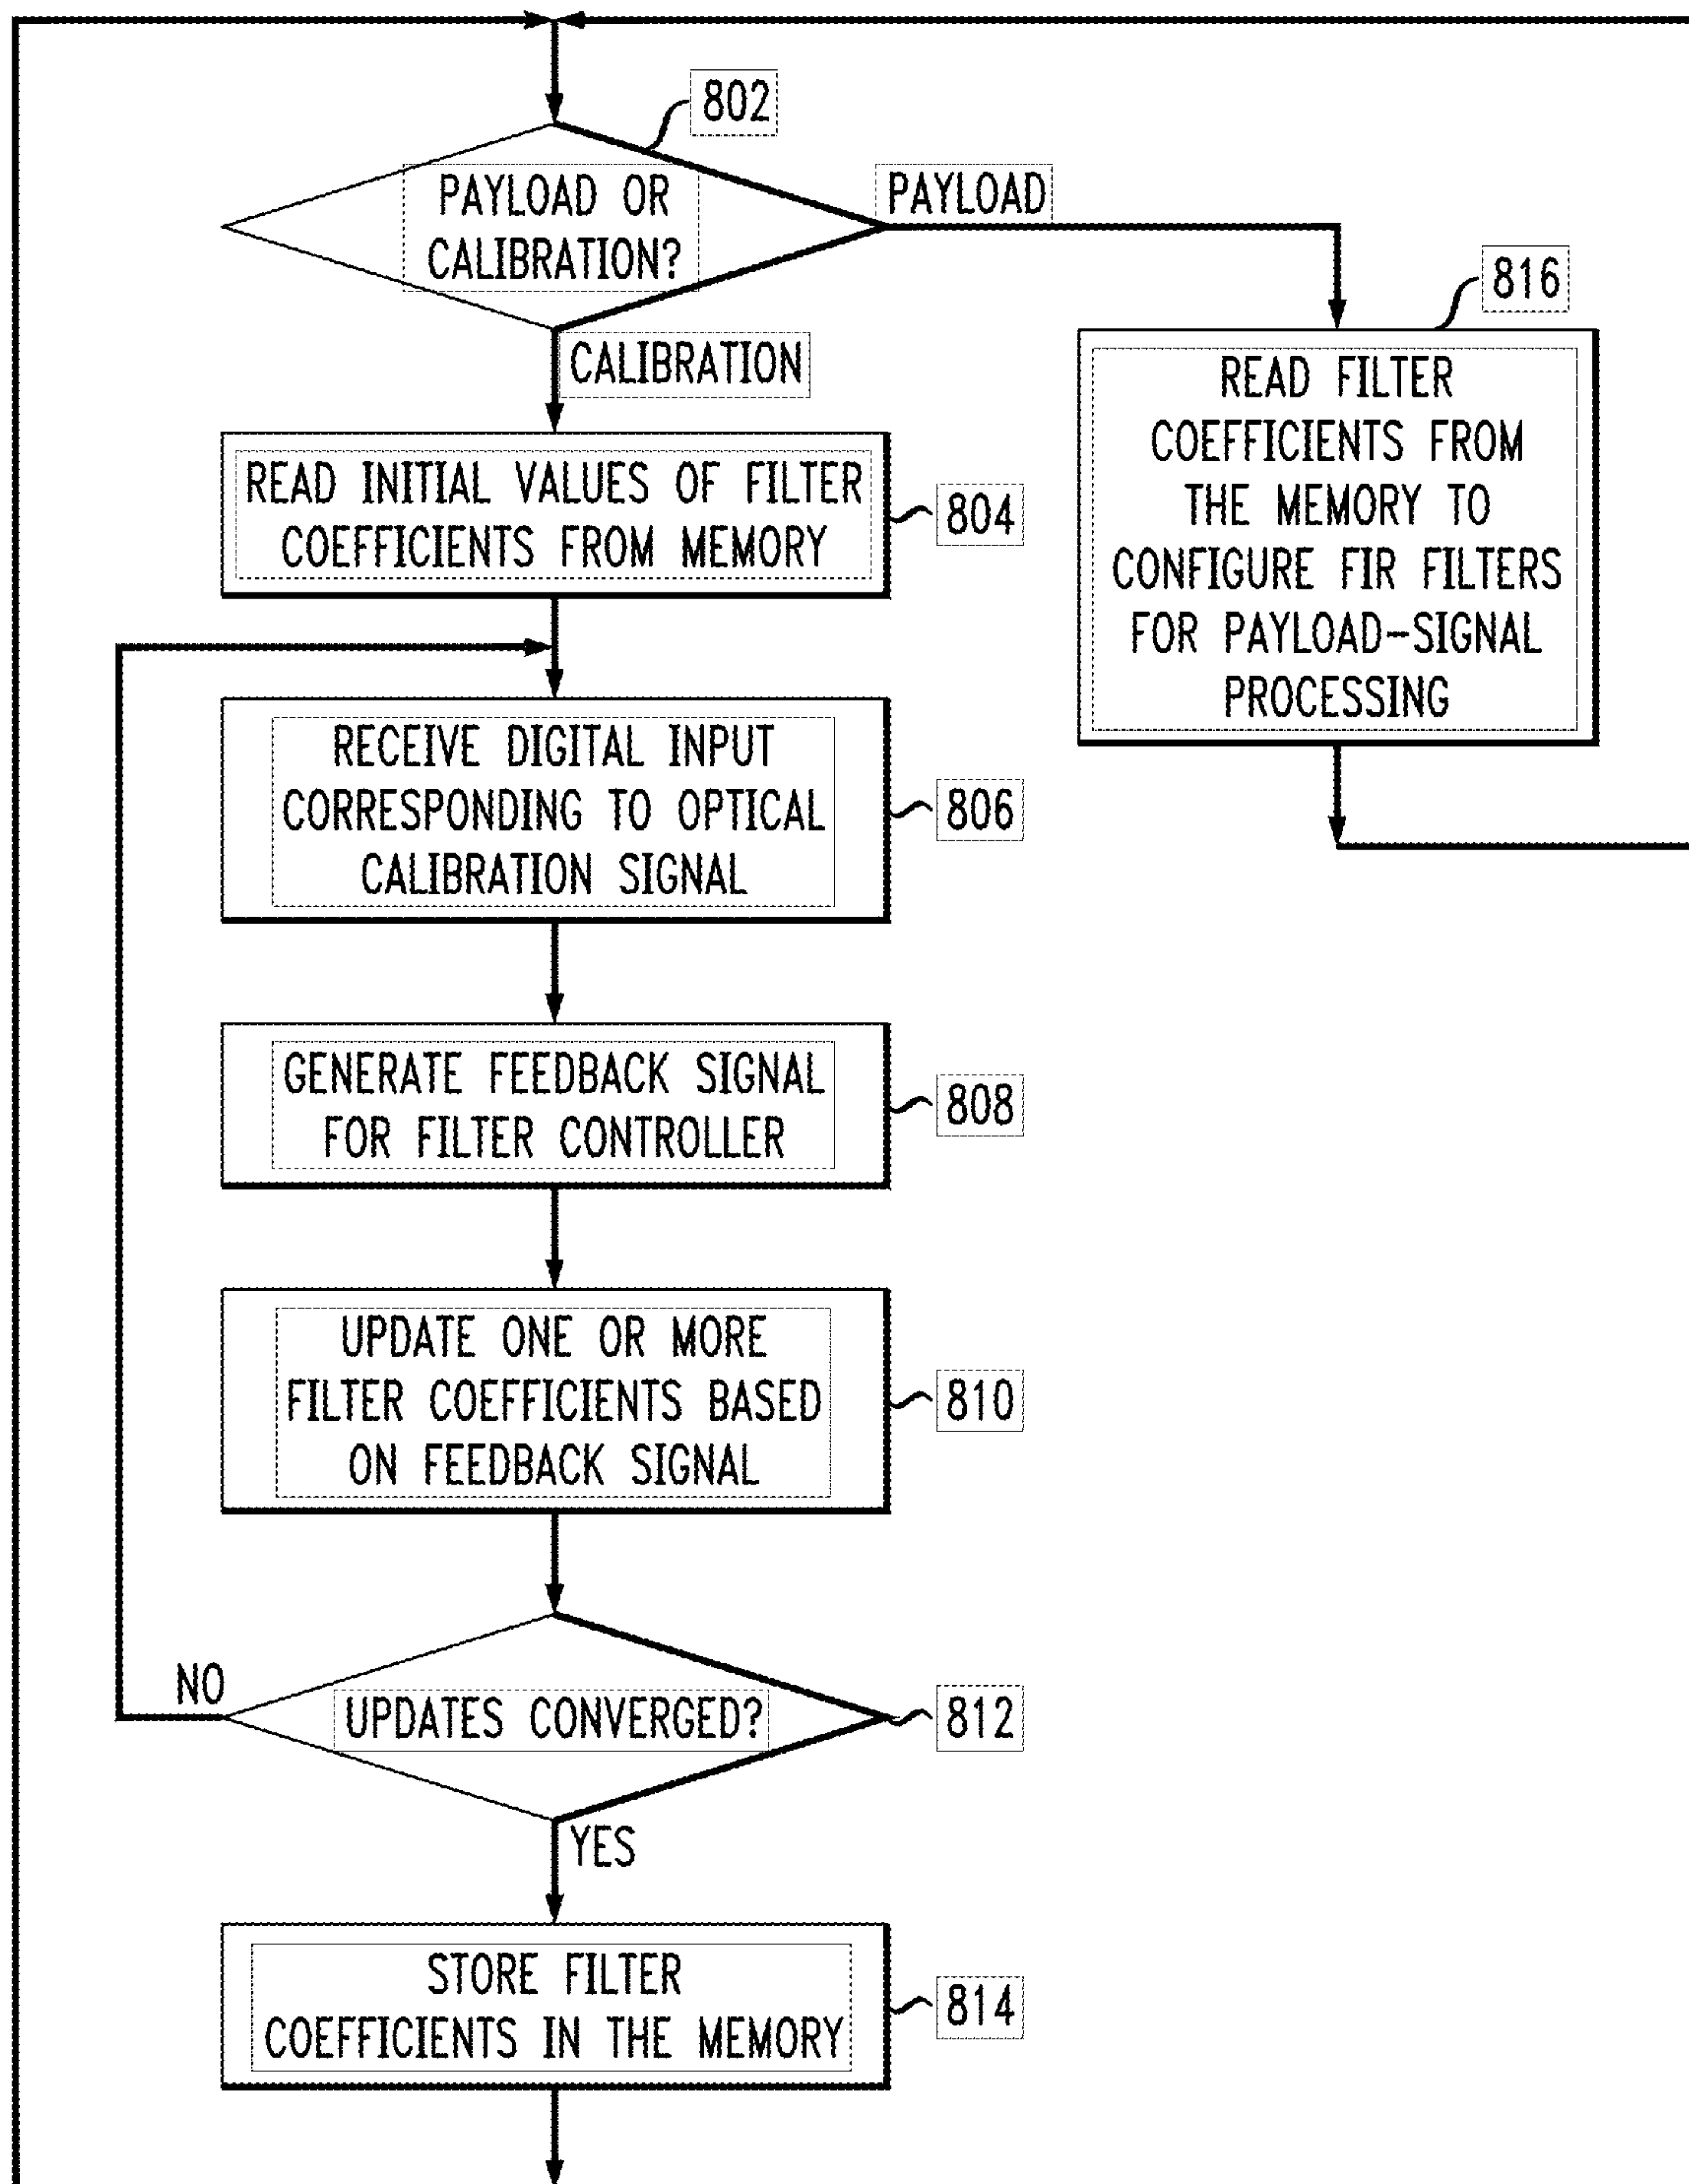 802
PAYLOAD OR
CALIBRATION?
PAYLOAD
CALIBRATION
816
READ FILTER
COEFFICIENTS FROM
THE MEMORY TO
CONFIGURE FIR FILTERS
FOR PAYLOAD-SIGNAL
PROCESSING
READ INITIAL VALUES OF FILTER
COEFFICIENTS FROM MEMORY
804
RECEIVE DIGITAL INPUT
CORRESPONDING TO OPTICAL
CALIBRATION SIGNAL
806
GENERATE FEEDBACK SIGNAL
FOR FILTER CONTROLLER
808
UPDATE ONE OR MORE
FILTER COEFFICIENTS BASED
ON FEEDBACK SIGNAL
810
NO
UPDATES CONVERGED?
812
YES
STORE FILTER
COEFFICIENTS IN THE MEMORY
814